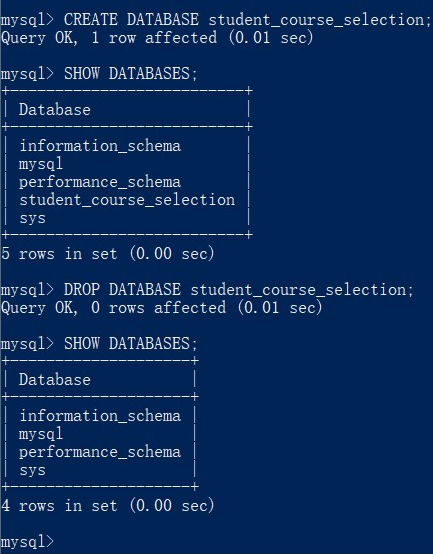 mysql> CREATE DATABASE student_course_selection;
Query OK, 1 row affected (0.01 sec)
mysql> SHOW DATABASES;
+-------------------------+
| Database                |
+-------------------------+
| information_schema      |
| mysql                   |
| performance_schema      |
| student_course_selection |
| sys                     |
+-------------------------+
5 rows in set (0.00 sec)
mysql> DROP DATABASE student_course_selection;
Query OK, 0 rows affected (0.01 sec)
mysql> SHOW DATABASES;
+--------------------+
| Database           |
+--------------------+
| information_schema |
| mysql              |
| performance_schema |
| sys                |
+--------------------+
4 rows in set (0.00 sec)
mysql>